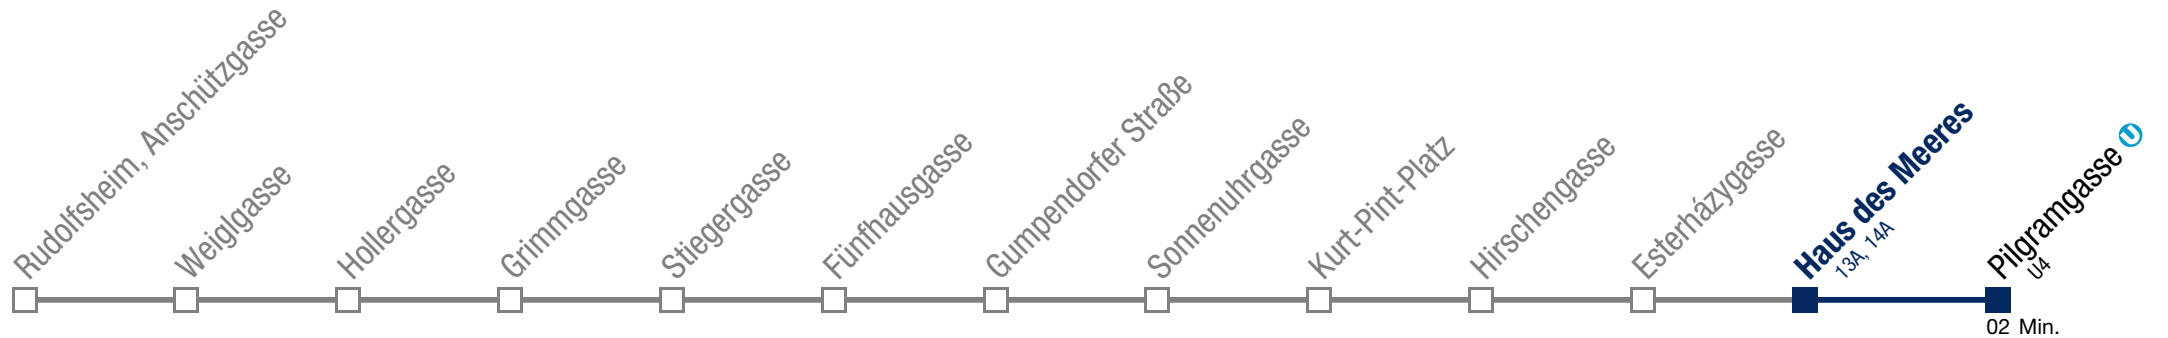 Rudolfsheim, Anschützgasse
Weiglgasse
Hollergasse
Grimmgasse
Stiegergasse
Fünfhausgasse
Gumpendorfer Straße
Sonnenuhrgasse
Kurt-Pint-Platz
Hirschengasse
Esterházygasse
Haus des Meeres
13A, 14A
Pilgramgasse U
U4
02 Min.